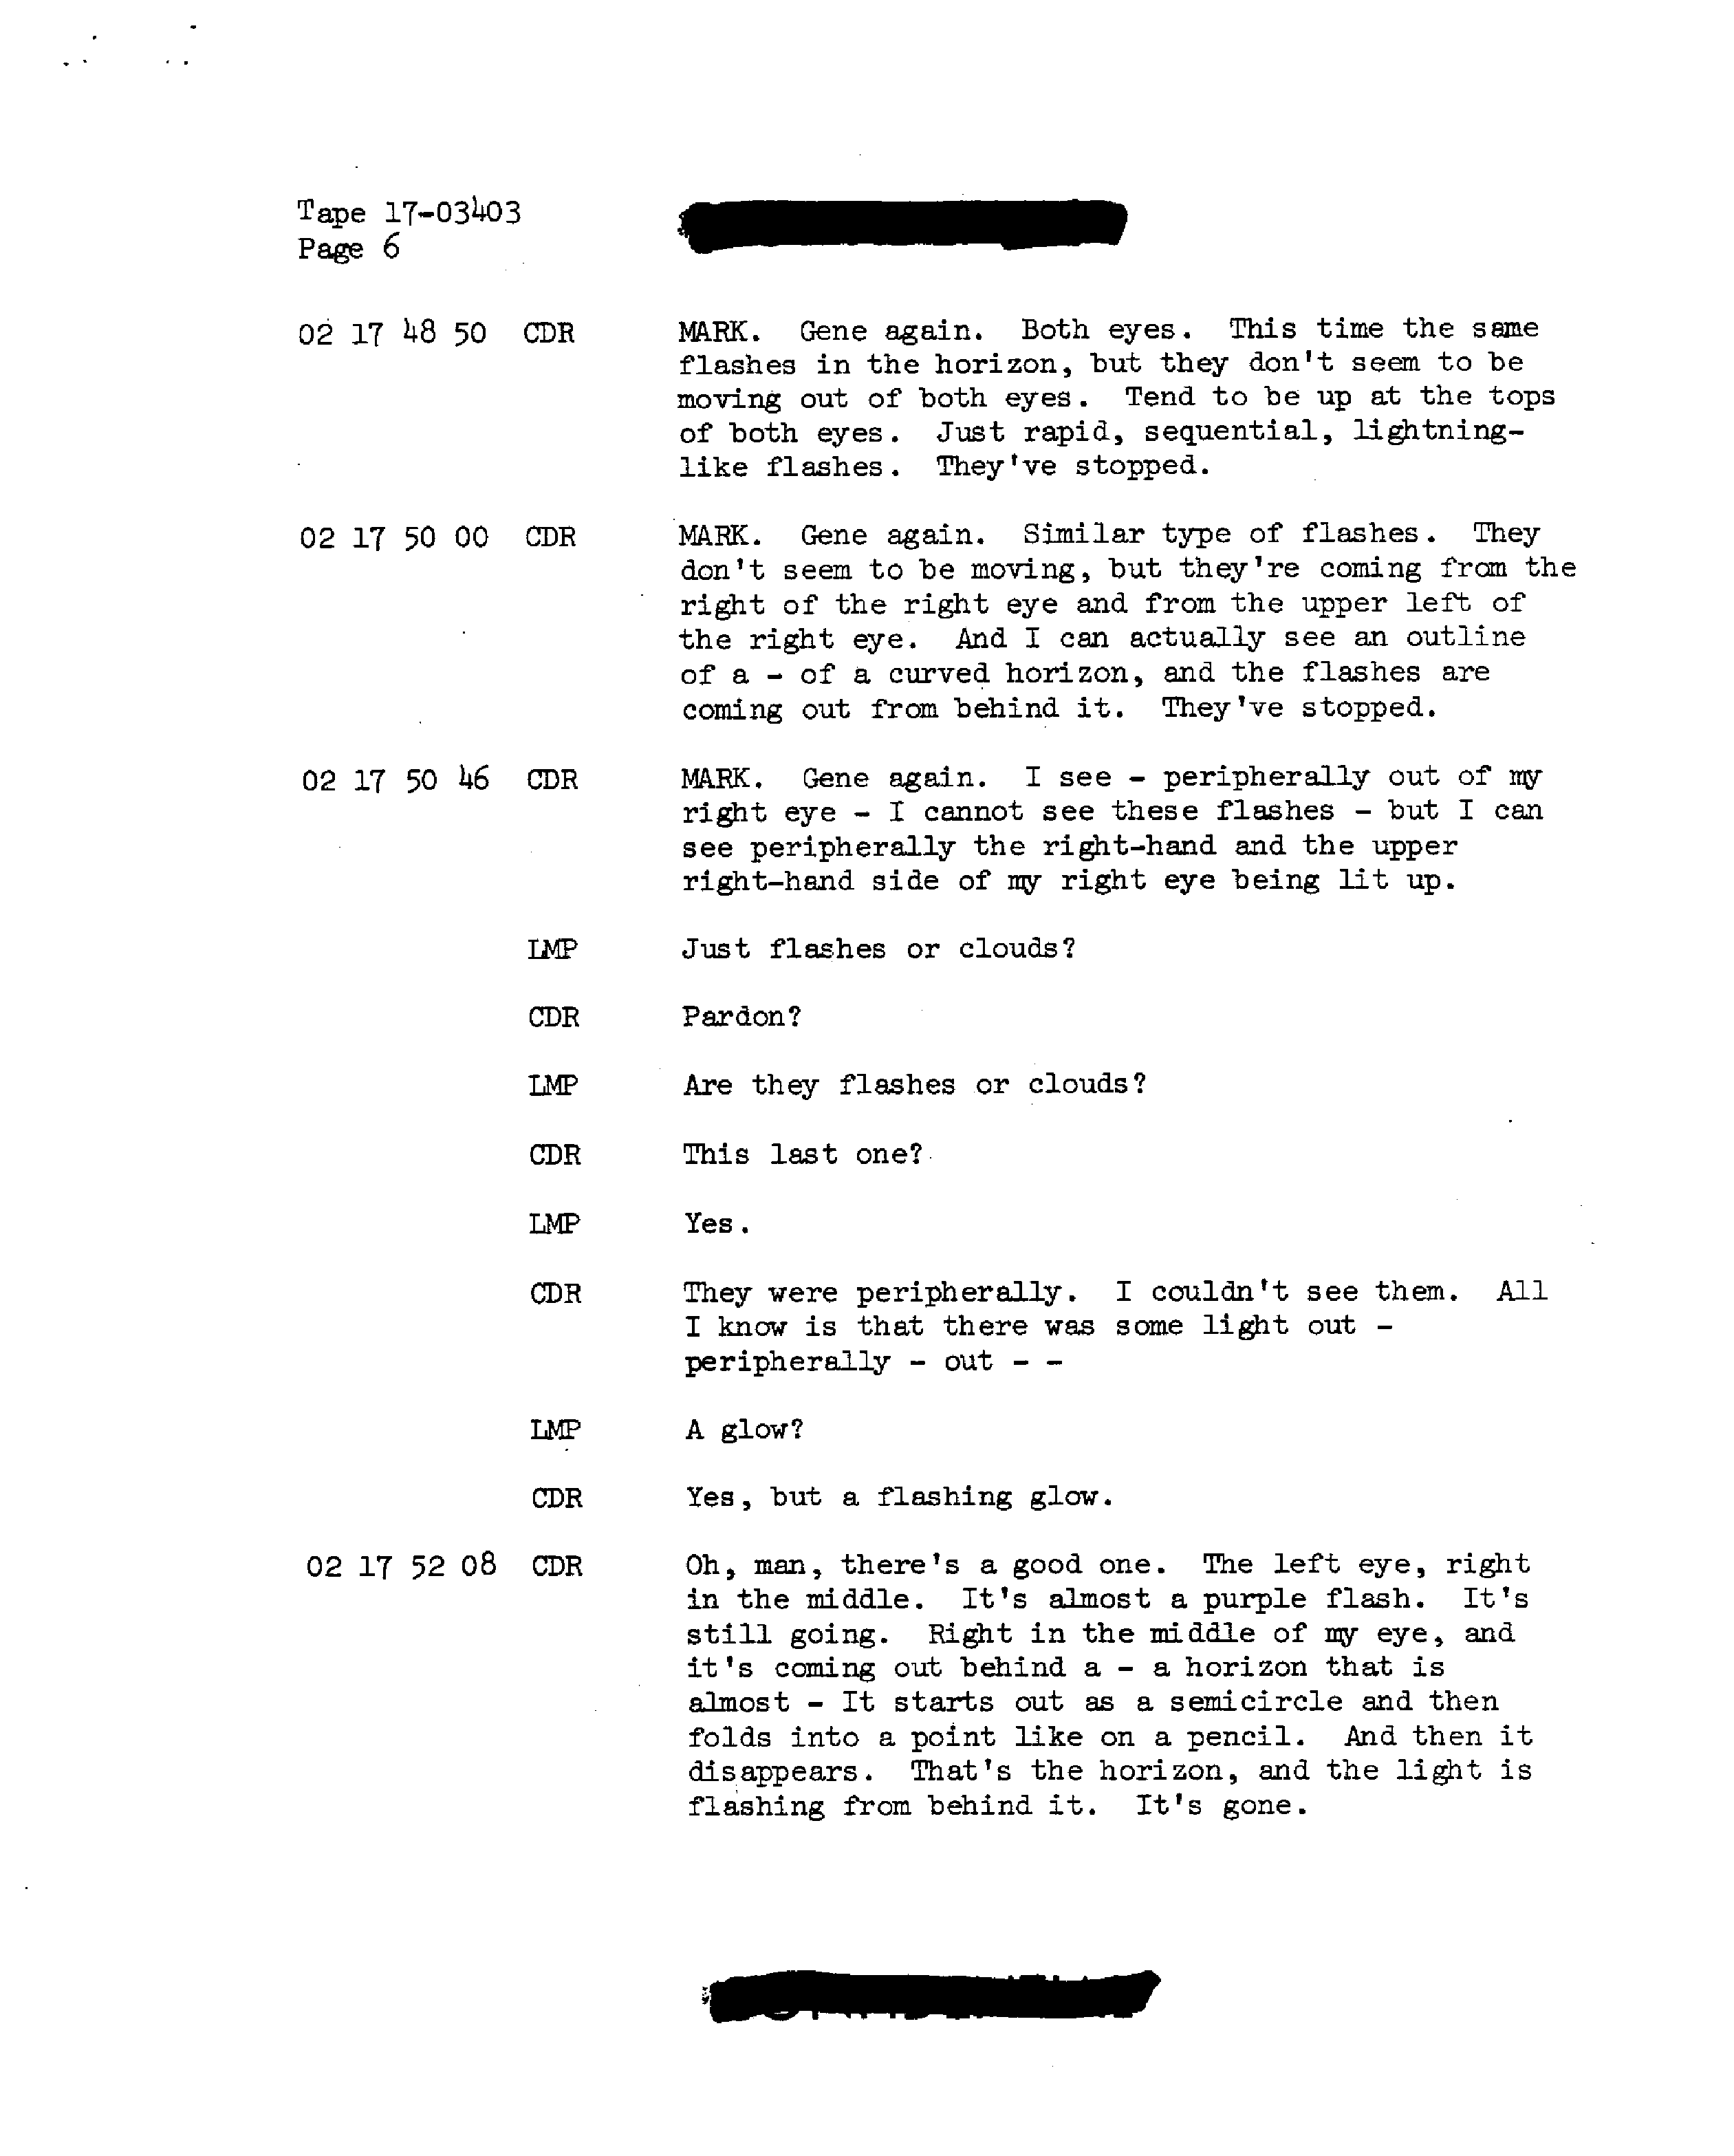 Tape 17-03403
Page 6
02 17 48 50 CDR MARK. Gene again. Both eyes. This time the same
flashes in the horizon, but they don't seem to be
moving out of both eyes. Tend to be up at the tops
of both eyes. Just rapid, sequential, lightning-
like flashes. They've stopped.
02 17 50 00 CDR MARK. Gene again. Similar type of flashes. They
don't seem to be moving, but they're coming from the
right of the right eye and from the upper left of
the right eye. And I can actually see an outline
of a - of a curved horizon, and the flashes are
coming out from behind it. They've stopped.
02 17 50 46 CDR MARK. Gene again. I see - peripherally out of my
right eye - I cannot see these flashes - but I can
see peripherally the right-hand and the upper
right-hand side of my right eye being lit up.
LMP Just flashes or clouds?
CDR Pardon?
LMP Are they flashes or clouds?
CDR This last one?
LMP Yes.
CDR They were peripherally. I couldn't see them. All
I know is that there was some light out -
peripherally - out - -
LMP A glow?
CDR Yes, but a flashing glow.
02 17 52 08 CDR Oh, man, there's a good one. The left eye, right
in the middle. It's almost a purple flash. It's
still going. Right in the middle of my eye, and
it's coming out behind a - a horizon that is
almost - It starts out as a semicircle and then
folds into a point like on a pencil. And then it
disappears. That's the horizon, and the light is
flashing from behind it. It's gone.